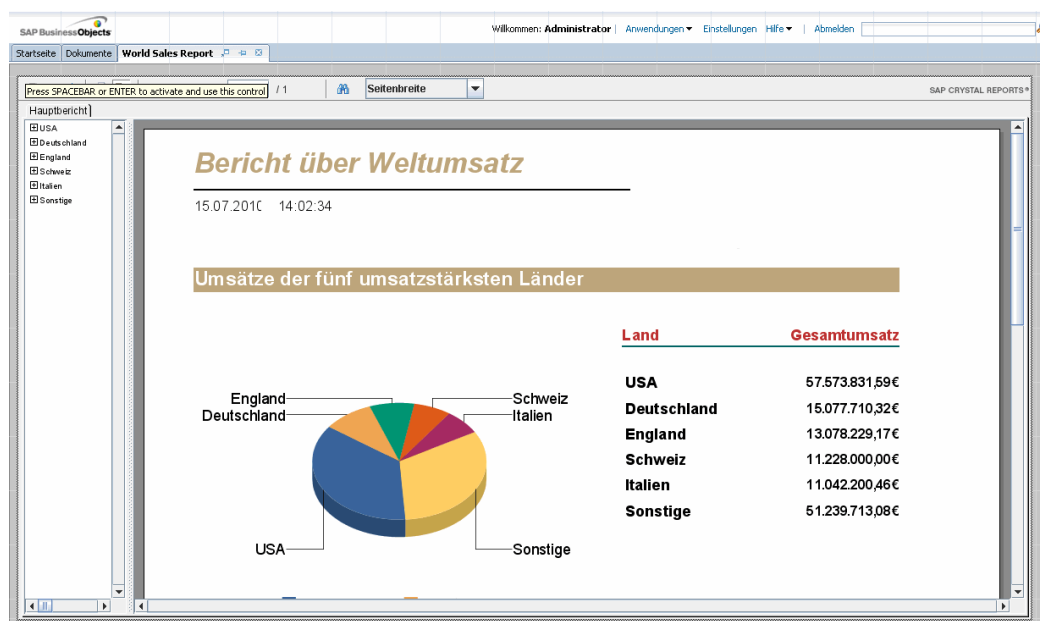 SAP BusinessObjects
Willkommen: Administrator | Anwendungen Einstellungen Hilfe | Abmelden
Startseite Dokumente World Sales Report
Press SPACEBAR or ENTER to activate and use this control / 1 Seitenbreite SAP CRYSTAL REPORTS®
Hauptbericht
USA
Deutschland
England
Schweiz
Italien
Sonstige
Bericht über Weltumsatz
15.07.2010 14:02:34
Umsätze der fünf umsatzstärksten Länder
England
Deutschland
Schweiz
Italien
USA
Sonstige
Land Gesamtumsatz
USA 57.573.831,59€
Deutschland 15.077.710,32€
England 13.078.229,17€
Schweiz 11.228.000,00€
Italien 11.042.200,46€
Sonstige 51.239.713,08€